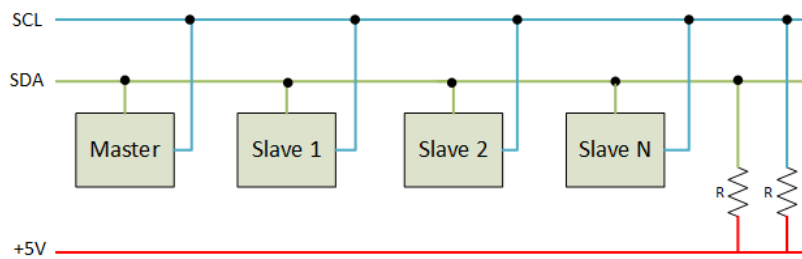 SCL
SDA
Master
Slave 1
Slave 2
Slave N
R
R
+5V